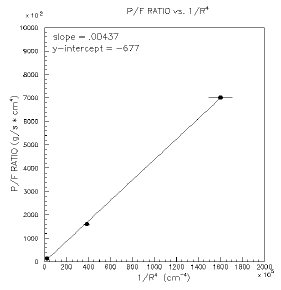 P/F RATIO vs. 1/R⁴
x 10²
slope = .00437
y-intercept = -677
10000
9000
8000
7000
6000
5000
4000
3000
2000
1000
0
P/F RATIO (g/s * cm⁴)
0 200 400 600 800 1000 1200 1400 1600 1800 2000
x 10⁵
1/R⁴ (cm⁻⁴)